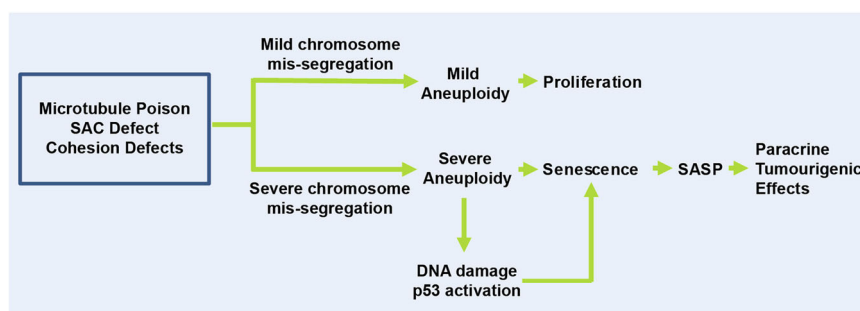 Mild chromosome
mis-segregation
Mild
Aneuploidy
Proliferation
Microtubule Poison
SAC Defect
Cohesion Defects
Severe chromosome
mis-segregation
Severe
Aneuploidy
Senescence
SASP
Paracrine
Tumourigenic
Effects
DNA damage
p53 activation